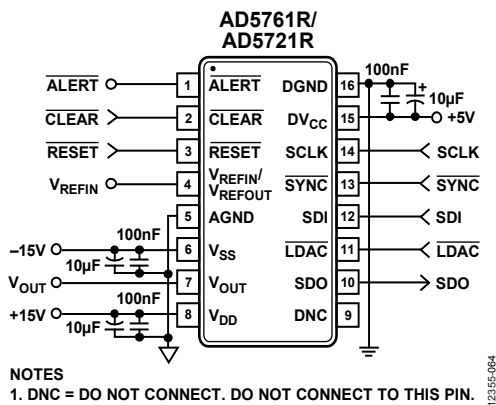 AD5761R/
AD5721R
ALERT
CLEAR
RESET
VREFIN
–15V
10µF
100nF
VOUT
+15V
10µF
100nF
1 ALERT
2 CLEAR
3 RESET
4 VREFIN/
VREFOUT
5 AGND
6 VSS
7 VOUT
8 VDD
DGND 16
DVCC 15
SCLK 14
SYNC 13
SDI 12
LDAC 11
SDO 10
DNC 9
100nF
10µF
+
+5V
SCLK
SYNC
SDI
LDAC
SDO
NOTES
1. DNC = DO NOT CONNECT. DO NOT CONNECT TO THIS PIN.
12355-064